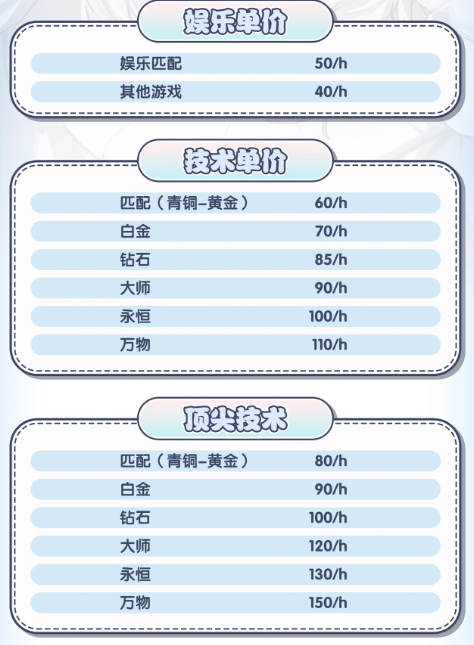 娱乐单价
娱乐匹配 50/h
其他游戏 40/h
技术单价
匹配（青铜-黄金） 60/h
白金 70/h
钻石 85/h
大师 90/h
永恒 100/h
万物 110/h
顶尖技术
匹配（青铜-黄金） 80/h
白金 90/h
钻石 100/h
大师 120/h
永恒 130/h
万物 150/h